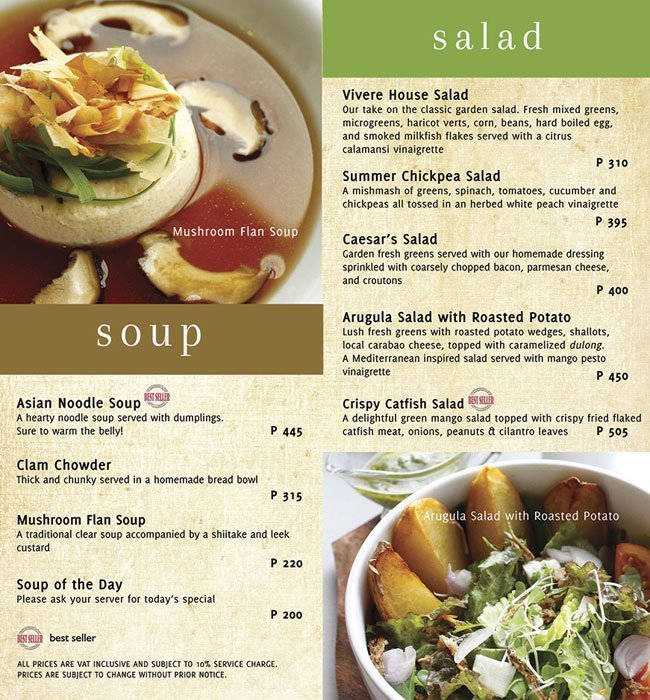 Mushroom Flan Soup
soup
Asian Noodle Soup BEST SELLER
A hearty noodle soup served with dumplings.
Sure to warm the belly!
P 445
Clam Chowder
Thick and chunky served in a homemade bread bowl
P 315
Mushroom Flan Soup
A traditional clear soup accompanied by a shiitake and leek
custard
P 220
Soup of the Day
Please ask your server for today's special
P 200
BEST SELLER best seller
ALL PRICES ARE VAT INCLUSIVE AND SUBJECT TO 10% SERVICE CHARGE.
PRICES ARE SUBJECT TO CHANGE WITHOUT PRIOR NOTICE.
salad
Vivere House Salad
Our take on the classic garden salad. Fresh mixed greens,
microgreens, haricot verts, corn, beans, hard boiled egg,
and smoked milkfish flakes served with a citrus
calamansi vinaigrette
P 310
Summer Chickpea Salad
A mishmash of greens, spinach, tomatoes, cucumber and
chickpeas all tossed in an herbed white peach vinaigrette
P 395
Caesar's Salad
Garden fresh greens served with our homemade dressing
sprinkled with coarsely chopped bacon, parmesan cheese,
and croutons
P 400
Arugula Salad with Roasted Potato
Lush fresh greens with roasted potato wedges, shallots,
local carabao cheese, topped with caramelized dulong.
A Mediterranean inspired salad served with mango pesto
vinaigrette
P 450
Crispy Catfish Salad BEST SELLER
A delightful green mango salad topped with crispy fried flaked
catfish meat, onions, peanuts & cilantro leaves P 505
Arugula Salad with Roasted Potato